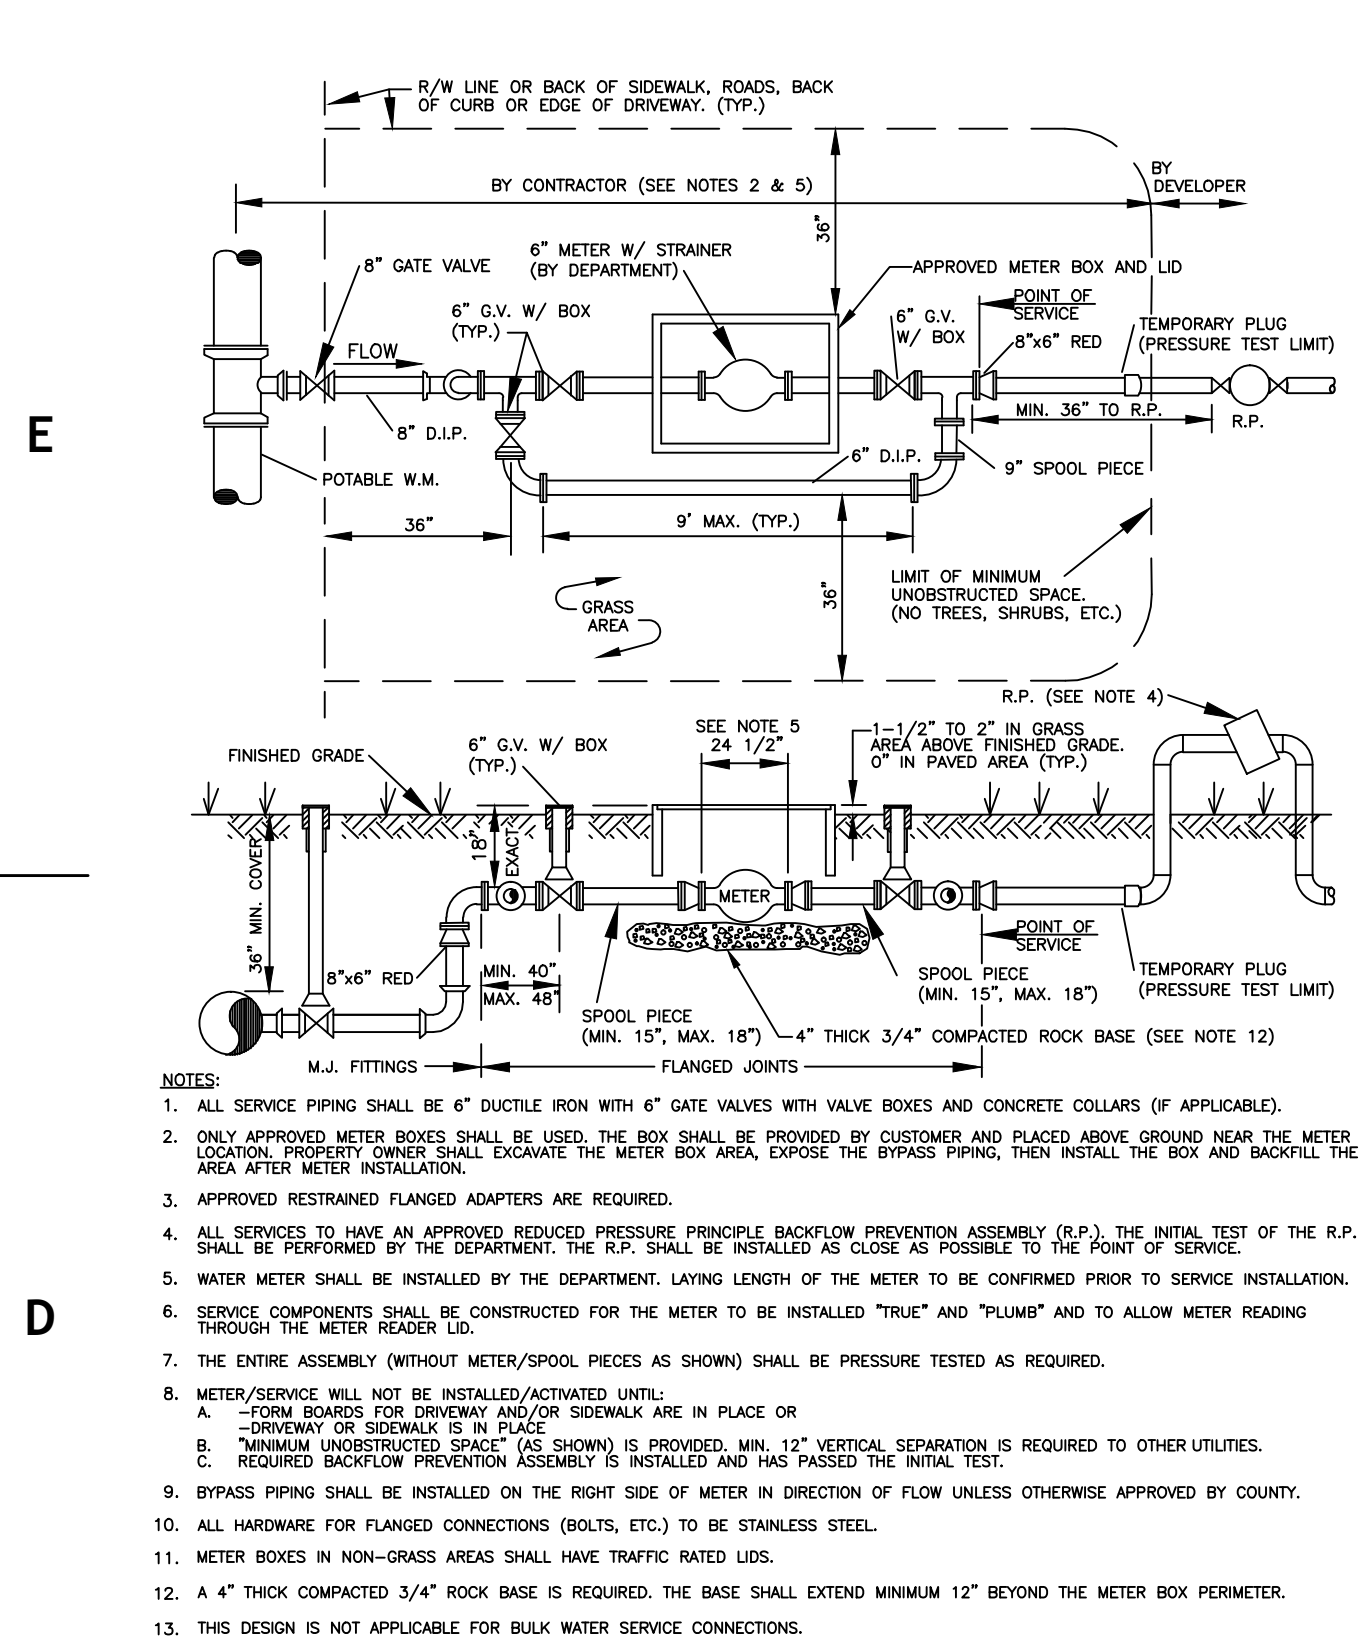 R/W LINE OR BACK OF SIDEWALK, ROADS, BACK
OF CURB OR EDGE OF DRIVEWAY. (TYP.)
BY CONTRACTOR (SEE NOTES 2 & 5)
BY
DEVELOPER
36"
8" GATE VALVE
6" METER W/ STRAINER
(BY DEPARTMENT)
APPROVED METER BOX AND LID
6" G.V. W/ BOX
(TYP.)
6" G.V.
W/ BOX
POINT OF
SERVICE
8"x6" RED
TEMPORARY PLUG
(PRESSURE TEST LIMIT)
FLOW
MIN. 36" TO R.P.
R.P.
E
8" D.I.P.
6" D.I.P.
9" SPOOL PIECE
POTABLE W.M.
36"
9' MAX. (TYP.)
36"
LIMIT OF MINIMUM
UNOBSTRUCTED SPACE.
(NO TREES, SHRUBS, ETC.)
GRASS
AREA
R.P. (SEE NOTE 4)
SEE NOTE 5
24 1/2"
1-1/2" TO 2" IN GRASS
AREA ABOVE FINISHED GRADE.
0" IN PAVED AREA (TYP.)
FINISHED GRADE
6" G.V. W/ BOX
(TYP.)
18"
EXACT
36" MIN. COVER
METER
8"x6" RED
MIN. 40"
MAX. 48"
POINT OF
SERVICE
SPOOL PIECE
(MIN. 15", MAX. 18")
TEMPORARY PLUG
(PRESSURE TEST LIMIT)
SPOOL PIECE
(MIN. 15", MAX. 18")
4" THICK 3/4" COMPACTED ROCK BASE (SEE NOTE 12)
M.J. FITTINGS
FLANGED JOINTS
NOTES:
1. ALL SERVICE PIPING SHALL BE 6" DUCTILE IRON WITH 6" GATE VALVES WITH VALVE BOXES AND CONCRETE COLLARS (IF APPLICABLE).
2. ONLY APPROVED METER BOXES SHALL BE USED. THE BOX SHALL BE PROVIDED BY CUSTOMER AND PLACED ABOVE GROUND NEAR THE METER
LOCATION. PROPERTY OWNER SHALL EXCAVATE THE METER BOX AREA, EXPOSE THE BYPASS PIPING, THEN INSTALL THE BOX AND BACKFILL THE
AREA AFTER METER INSTALLATION.
3. APPROVED RESTRAINED FLANGED ADAPTERS ARE REQUIRED.
4. ALL SERVICES TO HAVE AN APPROVED REDUCED PRESSURE PRINCIPLE BACKFLOW PREVENTION ASSEMBLY (R.P.). THE INITIAL TEST OF THE R.P.
SHALL BE PERFORMED BY THE DEPARTMENT. THE R.P. SHALL BE INSTALLED AS CLOSE AS POSSIBLE TO THE POINT OF SERVICE.
5. WATER METER SHALL BE INSTALLED BY THE DEPARTMENT. LAYING LENGTH OF THE METER TO BE CONFIRMED PRIOR TO SERVICE INSTALLATION.
6. SERVICE COMPONENTS SHALL BE CONSTRUCTED FOR THE METER TO BE INSTALLED "TRUE" AND "PLUMB" AND TO ALLOW METER READING
THROUGH THE METER READER LID.
D
7. THE ENTIRE ASSEMBLY (WITHOUT METER/SPOOL PIECES AS SHOWN) SHALL BE PRESSURE TESTED AS REQUIRED.
8. METER/SERVICE WILL NOT BE INSTALLED/ACTIVATED UNTIL:
A. -FORM BOARDS FOR DRIVEWAY AND/OR SIDEWALK ARE IN PLACE OR
-DRIVEWAY OR SIDEWALK IS IN PLACE
B. "MINIMUM UNOBSTRUCTED SPACE" (AS SHOWN) IS PROVIDED. MIN. 12" VERTICAL SEPARATION IS REQUIRED TO OTHER UTILITIES.
C. REQUIRED BACKFLOW PREVENTION ASSEMBLY IS INSTALLED AND HAS PASSED THE INITIAL TEST.
9. BYPASS PIPING SHALL BE INSTALLED ON THE RIGHT SIDE OF METER IN DIRECTION OF FLOW UNLESS OTHERWISE APPROVED BY COUNTY.
10. ALL HARDWARE FOR FLANGED CONNECTIONS (BOLTS, ETC.) TO BE STAINLESS STEEL.
11. METER BOXES IN NON-GRASS AREAS SHALL HAVE TRAFFIC RATED LIDS.
12. A 4" THICK COMPACTED 3/4" ROCK BASE IS REQUIRED. THE BASE SHALL EXTEND MINIMUM 12" BEYOND THE METER BOX PERIMETER.
13. THIS DESIGN IS NOT APPLICABLE FOR BULK WATER SERVICE CONNECTIONS.